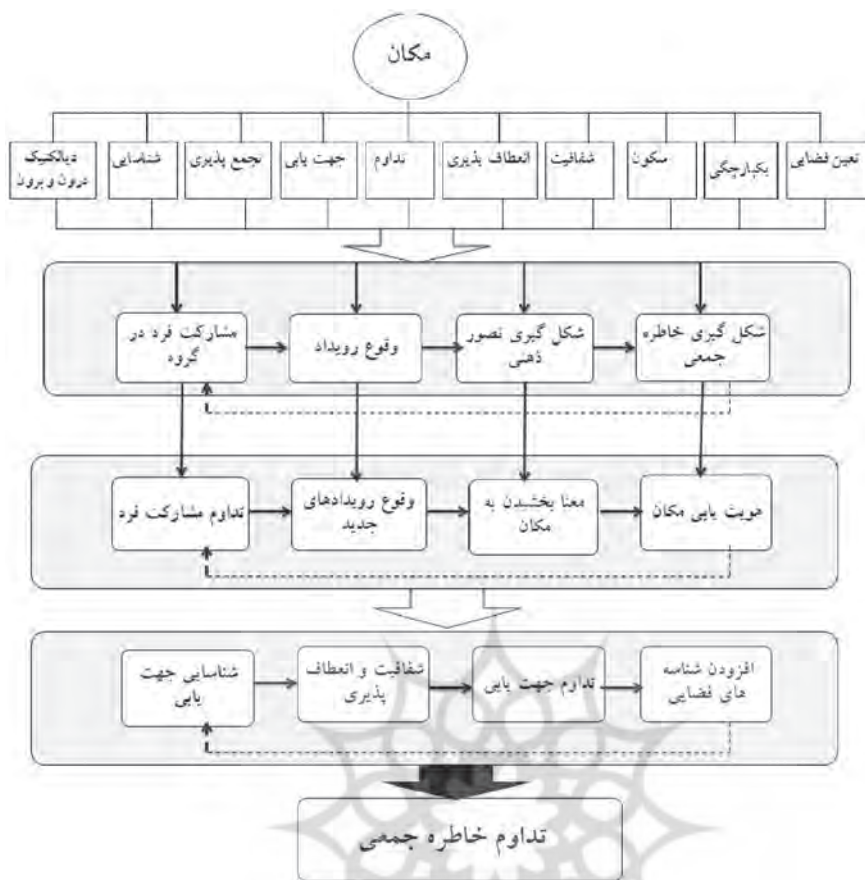 مکان
تعین فضایی
یکپارچگی
سکون
شفافیت
انعطاف پذیری
تداوم
جهت یابی
تجمع پذیری
شناسایی
دیالکتیک
درون و برون
مشارکت فرد در
گروه
وقوع رویداد
شکل گیری تصور
ذهنی
شکل گیری خاطره
جمعی
تداوم مشارکت فرد
وقوع رویدادهای
جدید
معنا بخشیدن به
مکان
هویت یابی مکان
شناسایی جهت
یابی
شفافیت و انعطاف
پذیری
تداوم جهت یابی
افزودن شناسه
های فضایی
تداوم خاطره جمعی